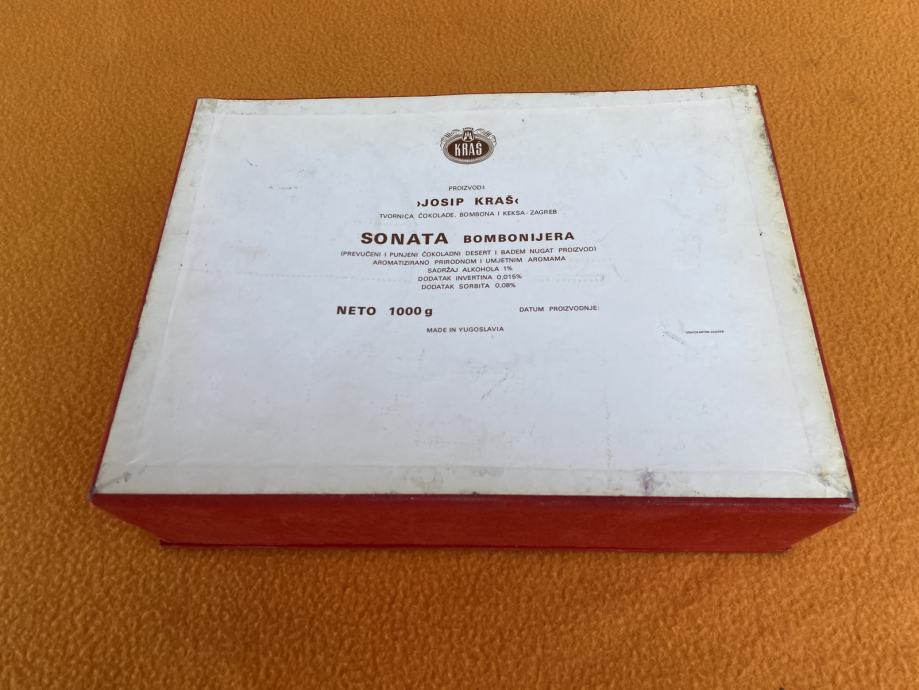 KRAŠ
PROIZVODI:
›JOSIP KRAŠ‹
TVORNICA ČOKOLADE, BOMBONA I KEKSA - ZAGREB
SONATA BOMBONIJERA
(PREVUČENI I PUNJENI ČOKOLADNI DESERT I BADEM NUGAT PROIZVOD)
AROMATIZIRANO PRIRODNOM I UMJETNIM AROMAMA
SADRŽAJ ALKOHOLA 1%
DODATAK INVERTINA 0,015%
DODATAK SORBITA 0,08%
NETO 1000 g DATUM PROIZVODNJE:
MADE IN YUGOSLAVIA